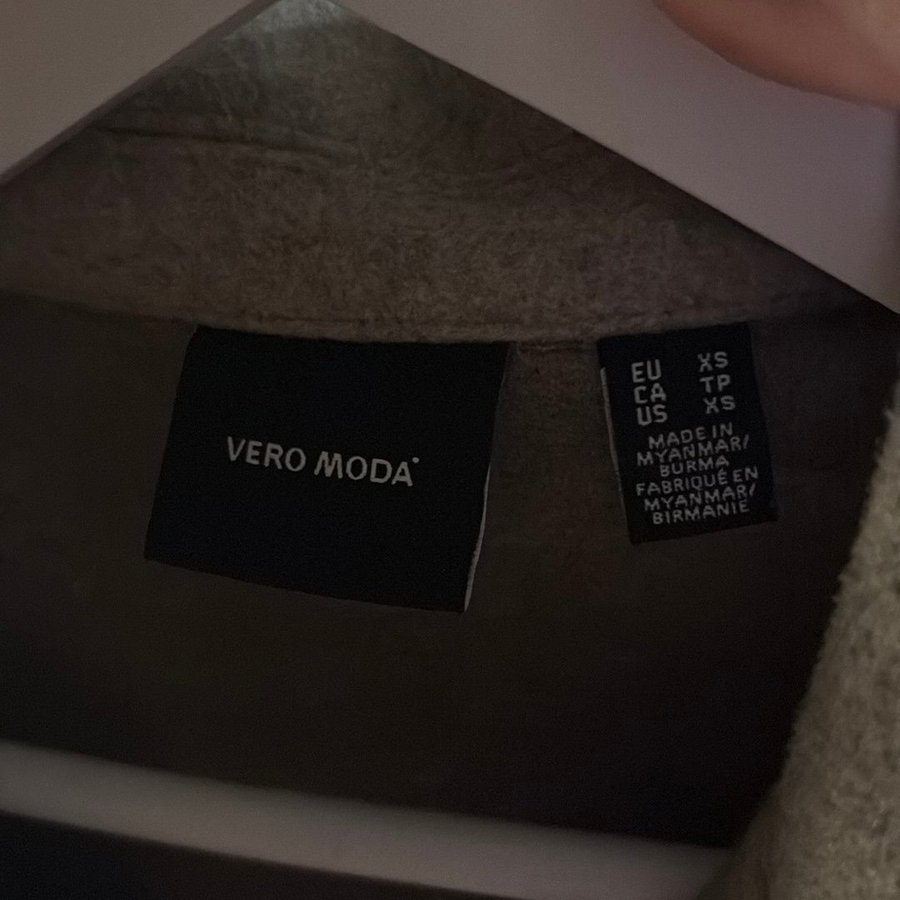 VERO MODA
EU XS
CA TP
US XS
MADE IN
MYANMAR/
BURMA
FABRIQUÉ EN
MYANMAR/
BIRMANIE